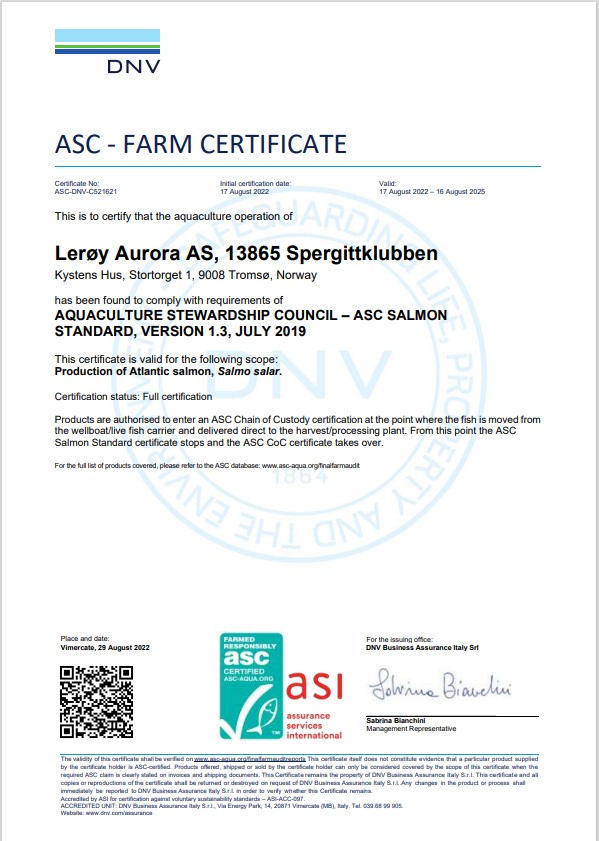 DNV
ASC - FARM CERTIFICATE
Certificate No:
ASC-DNV-C521621
Initial certification date:
17 August 2022
Valid:
17 August 2022 – 16 August 2025
This is to certify that the aquaculture operation of
Lerøy Aurora AS, 13865 Spergittklubben
Kystens Hus, Stortorget 1, 9008 Tromsø, Norway
has been found to comply with requirements of
AQUACULTURE STEWARDSHIP COUNCIL – ASC SALMON
STANDARD, VERSION 1.3, JULY 2019
This certificate is valid for the following scope:
Production of Atlantic salmon, Salmo salar.
Certification status: Full certification
Products are authorised to enter an ASC Chain of Custody certification at the point where the fish is moved from
the wellboat/live fish carrier and delivered direct to the harvest/processing plant. From this point the ASC
Salmon Standard certificate stops and the ASC CoC certificate takes over.
For the full list of products covered, please refer to the ASC database: www.asc-aqua.org/finalfarmaudit
SAFEGUARDING LIFE, PROPERTY AND THE ENVIRONMENT
DNV
1864
Place and date:
Vimercate, 29 August 2022
FARMED
RESPONSIBLY
asc
CERTIFIED
ASC-AQUA.ORG
TM
asi
assurance
services
international
For the issuing office:
DNV Business Assurance Italy Srl
Sabrina Bianchini
Sabrina Bianchini
Management Representative
The validity of this certificate shall be verified on www.asc-aqua.org/finalfarmauditreports This certificate itself does not constitute evidence that a particular product supplied
by the certificate holder is ASC-certified. Products offered, shipped or sold by the certificate holder can only be considered covered by the scope of this certificate when the
required ASC claim is clearly stated on invoices and shipping documents. This Certificate remains the property of DNV Business Assurance Italy S.r.l. This certificate and all
copies or reproductions of the certificate shall be returned or destroyed on request of DNV Business Assurance Italy S.r.l.Any changes in the product or process shall
immediately be reported to DNV Business Assurance Italy S.r.l. in order to verify whether this Certificate remains.
Accredited by ASI for certification against voluntary sustainability standards – ASI-ACC-097.
ACCREDITED UNIT: DNV Business Assurance Italy S.r.l., Via Energy Park, 14, 20871 Vimercate (MB), Italy. Tel. 039.68 99 905.
Website: www.dnv.com/assurance